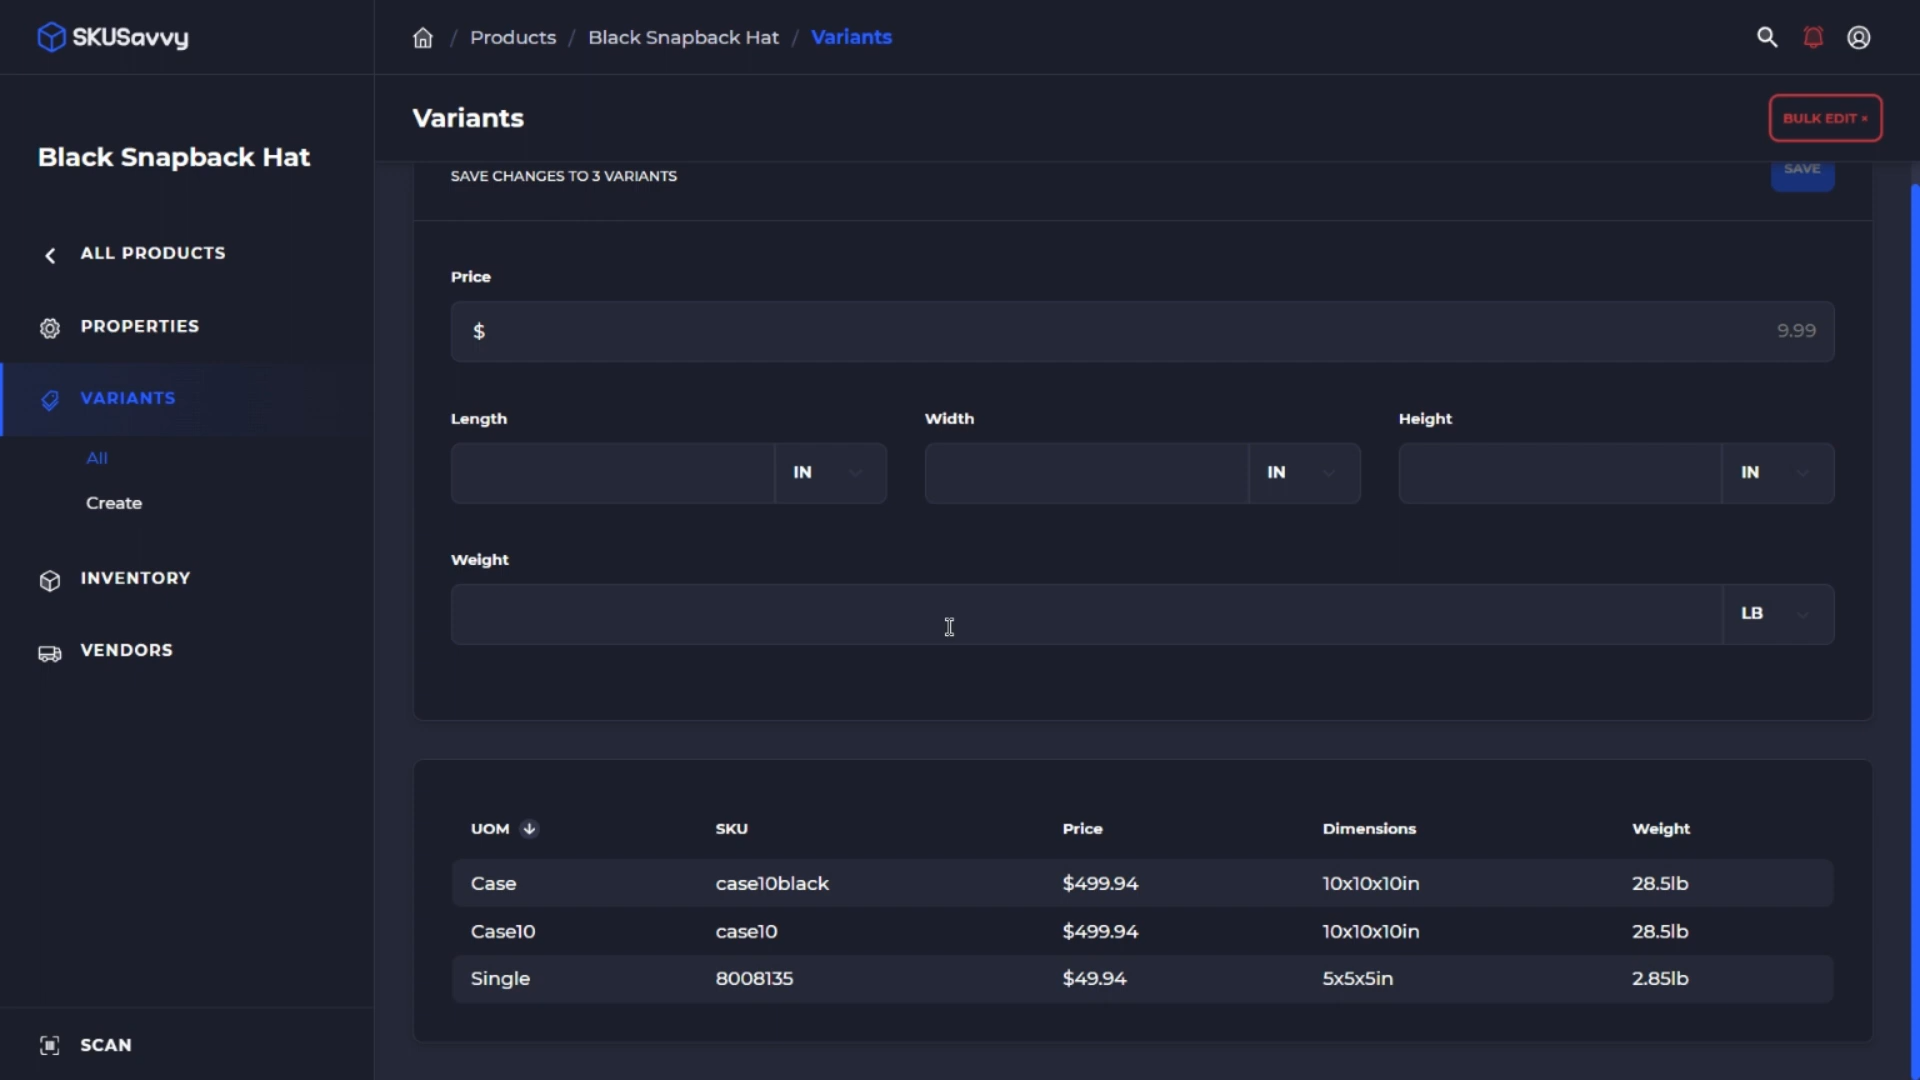 SKUSavvy
/ Products / Black Snapback Hat / Variants
Black Snapback Hat
ALL PRODUCTS
PROPERTIES
VARIANTS
All
Create
INVENTORY
VENDORS
SCAN
Variants
BULK EDIT ×
SAVE CHANGES TO 3 VARIANTS
SAVE
Price
$ 9.99
Length Width Height
IN IN IN
Weight
LB
UOM SKU Price Dimensions Weight
Case case10black $499.94 10x10x10in 28.5lb
Case10 case10 $499.94 10x10x10in 28.5lb
Single 8008135 $49.94 5x5x5in 2.85lb